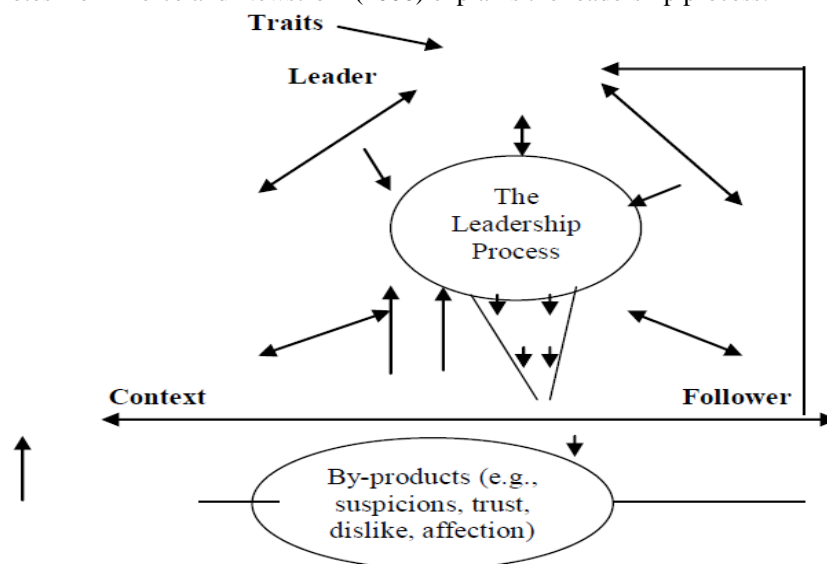 Traits
Leader
The
Leadership
Process
Context
Follower
By-products (e.g.,
suspicions, trust,
dislike, affection)